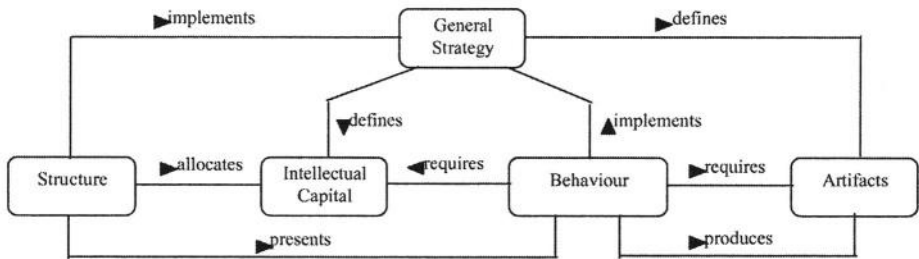 implements
General
Strategy
defines
defines
implements
Structure
allocates
Intellectual
Capital
requires
Behaviour
requires
Artifacts
presents
produces